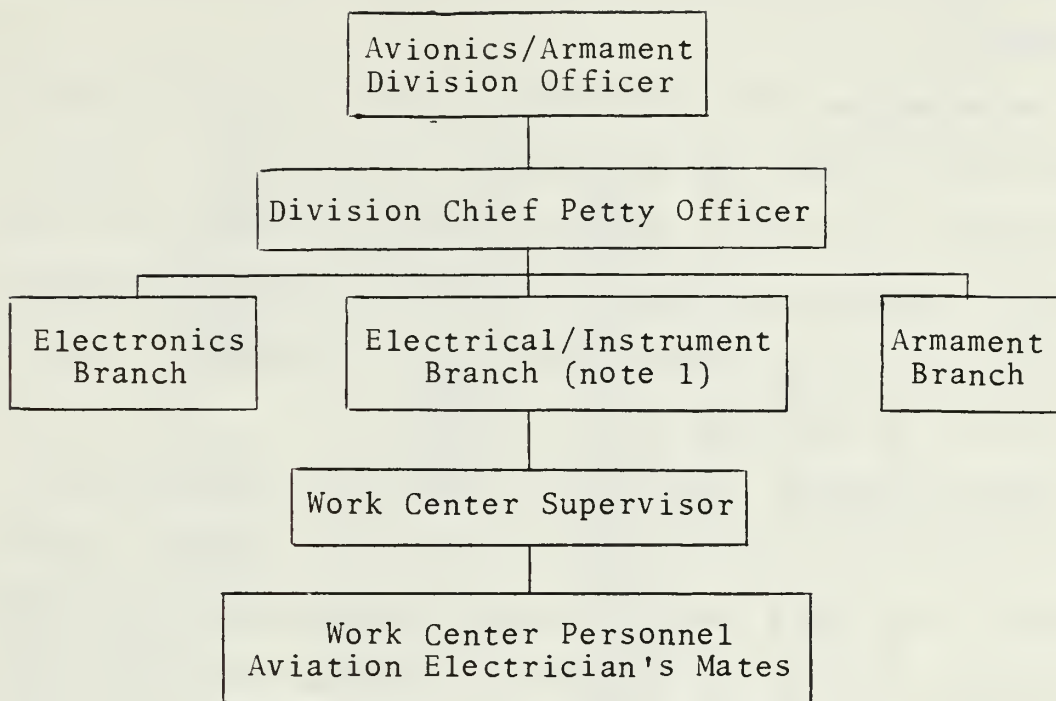 Avionics/Armament
Division Officer
Division Chief Petty Officer
Electronics
Branch
Electrical/Instrument
Branch (note 1)
Armament
Branch
Work Center Supervisor
Work Center Personnel
Aviation Electrician's Mates